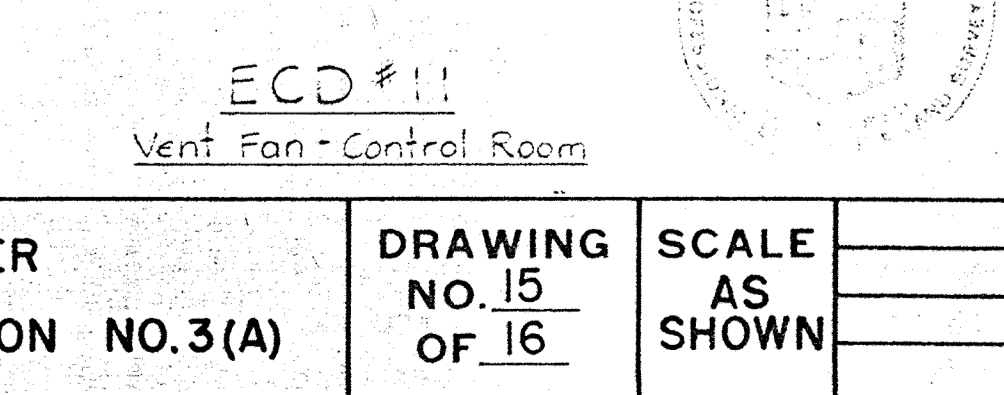 ECD #11
Vent Fan - Control Room
ER
ON NO. 3 (A)
DRAWING
NO. 15
OF 16
SCALE
AS
SHOWN